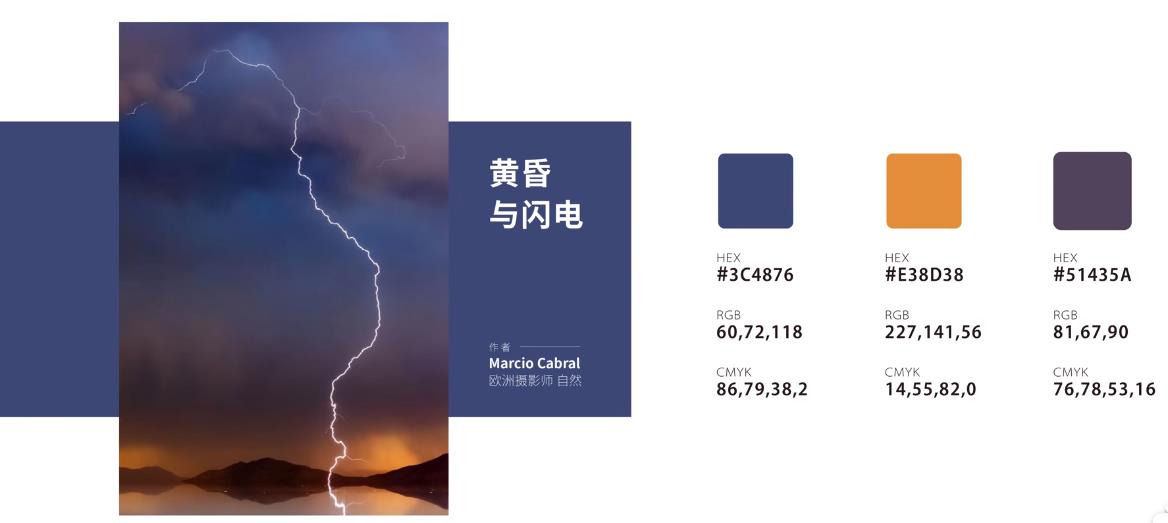 黄昏
与闪电
作者
Marcio Cabral
欧洲摄影师 自然
HEX
#3C4876
RGB
60,72,118
CMYK
86,79,38,2
HEX
#E38D38
RGB
227,141,56
CMYK
14,55,82,0
HEX
#51435A
RGB
81,67,90
CMYK
76,78,53,16